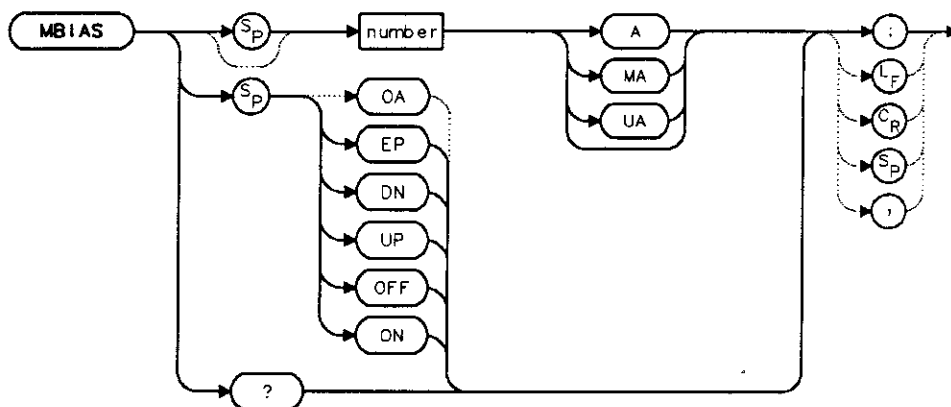 MBIAS
SP
number
A
;
MA
LF
SP
OA
UA
CR
EP
SP
DN
,
UP
OFF
ON
?